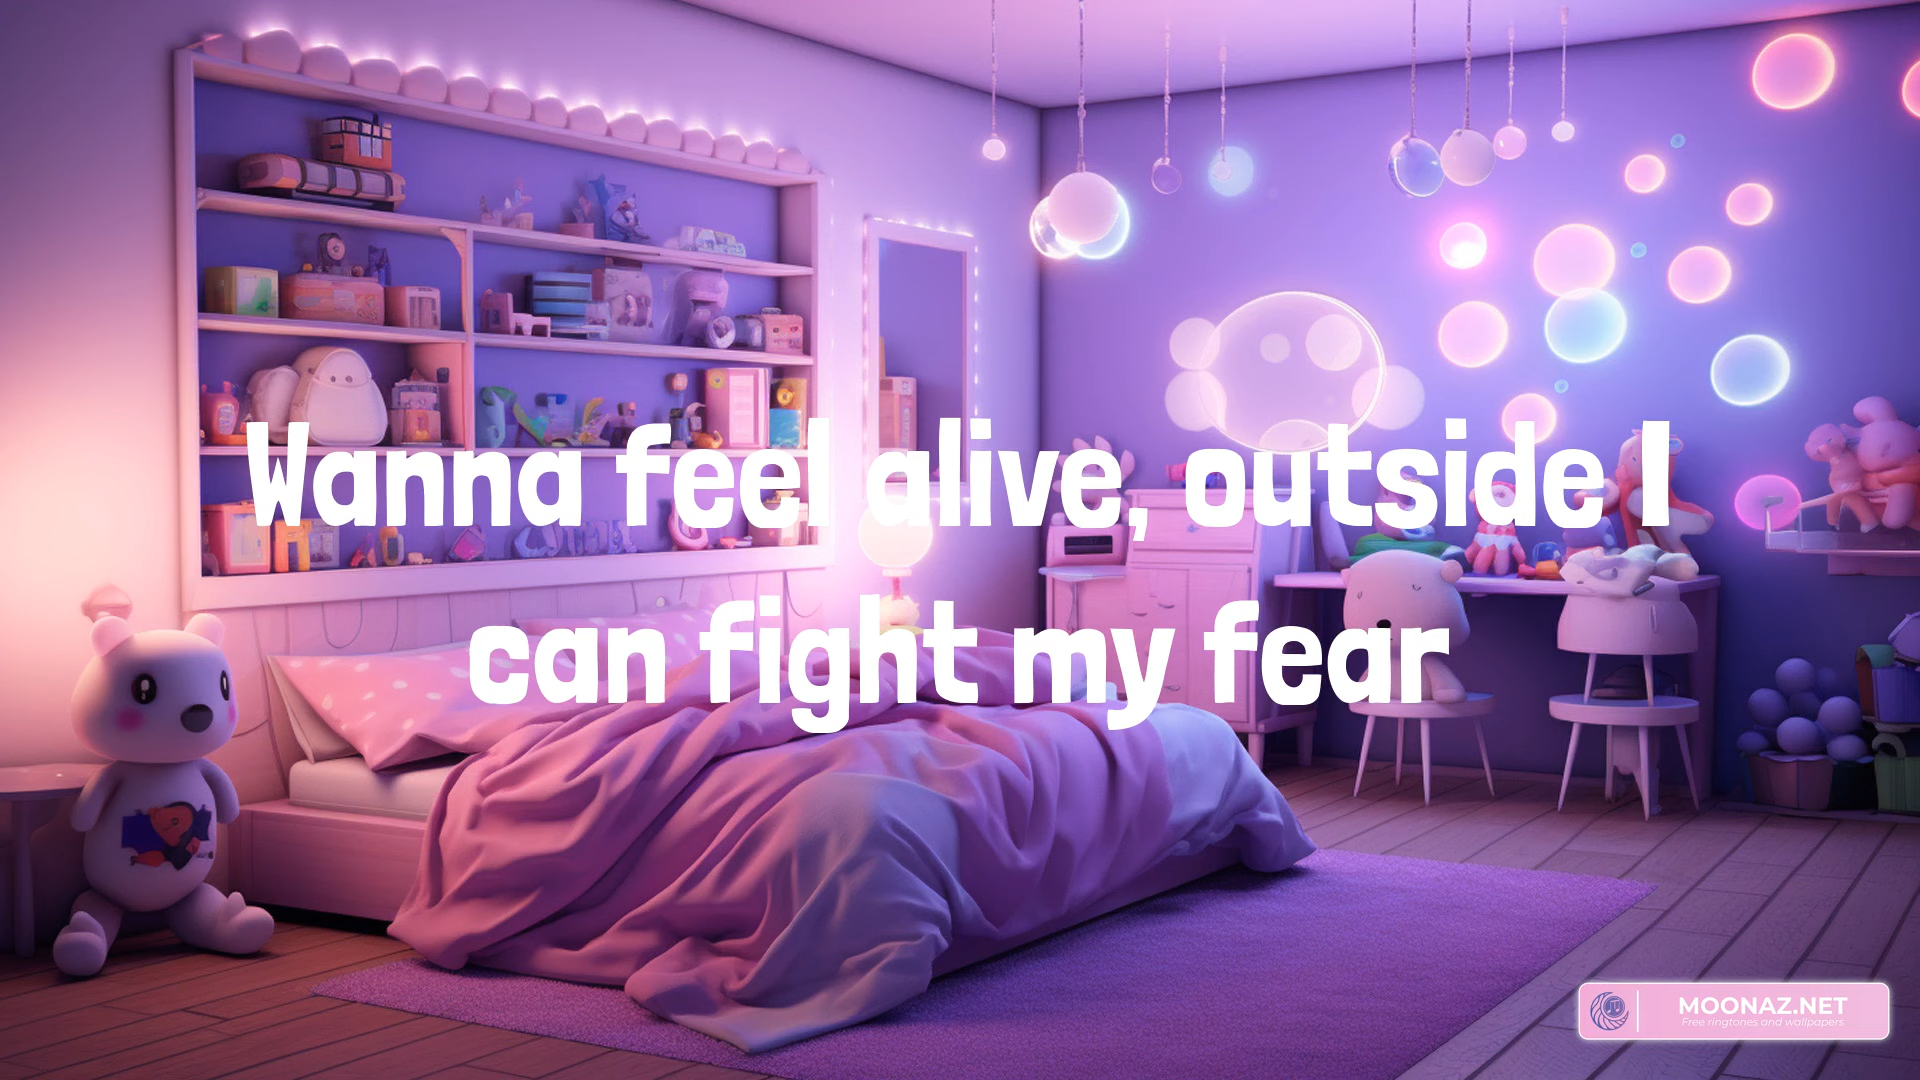 Wanna feel alive, outside I
can fight my fear
MOONAZ.NET
Free ringtones and wallpapers